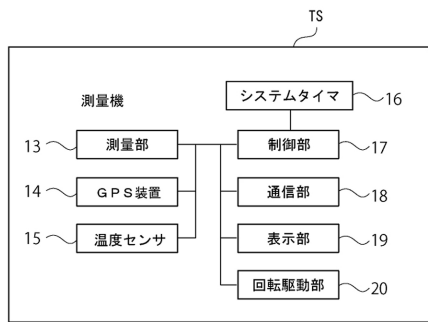 TS
測量機
システムタイマ 16
13 測量部
制御部 17
14 GPS装置
通信部 18
15 温度センサ
表示部 19
回転駆動部 20